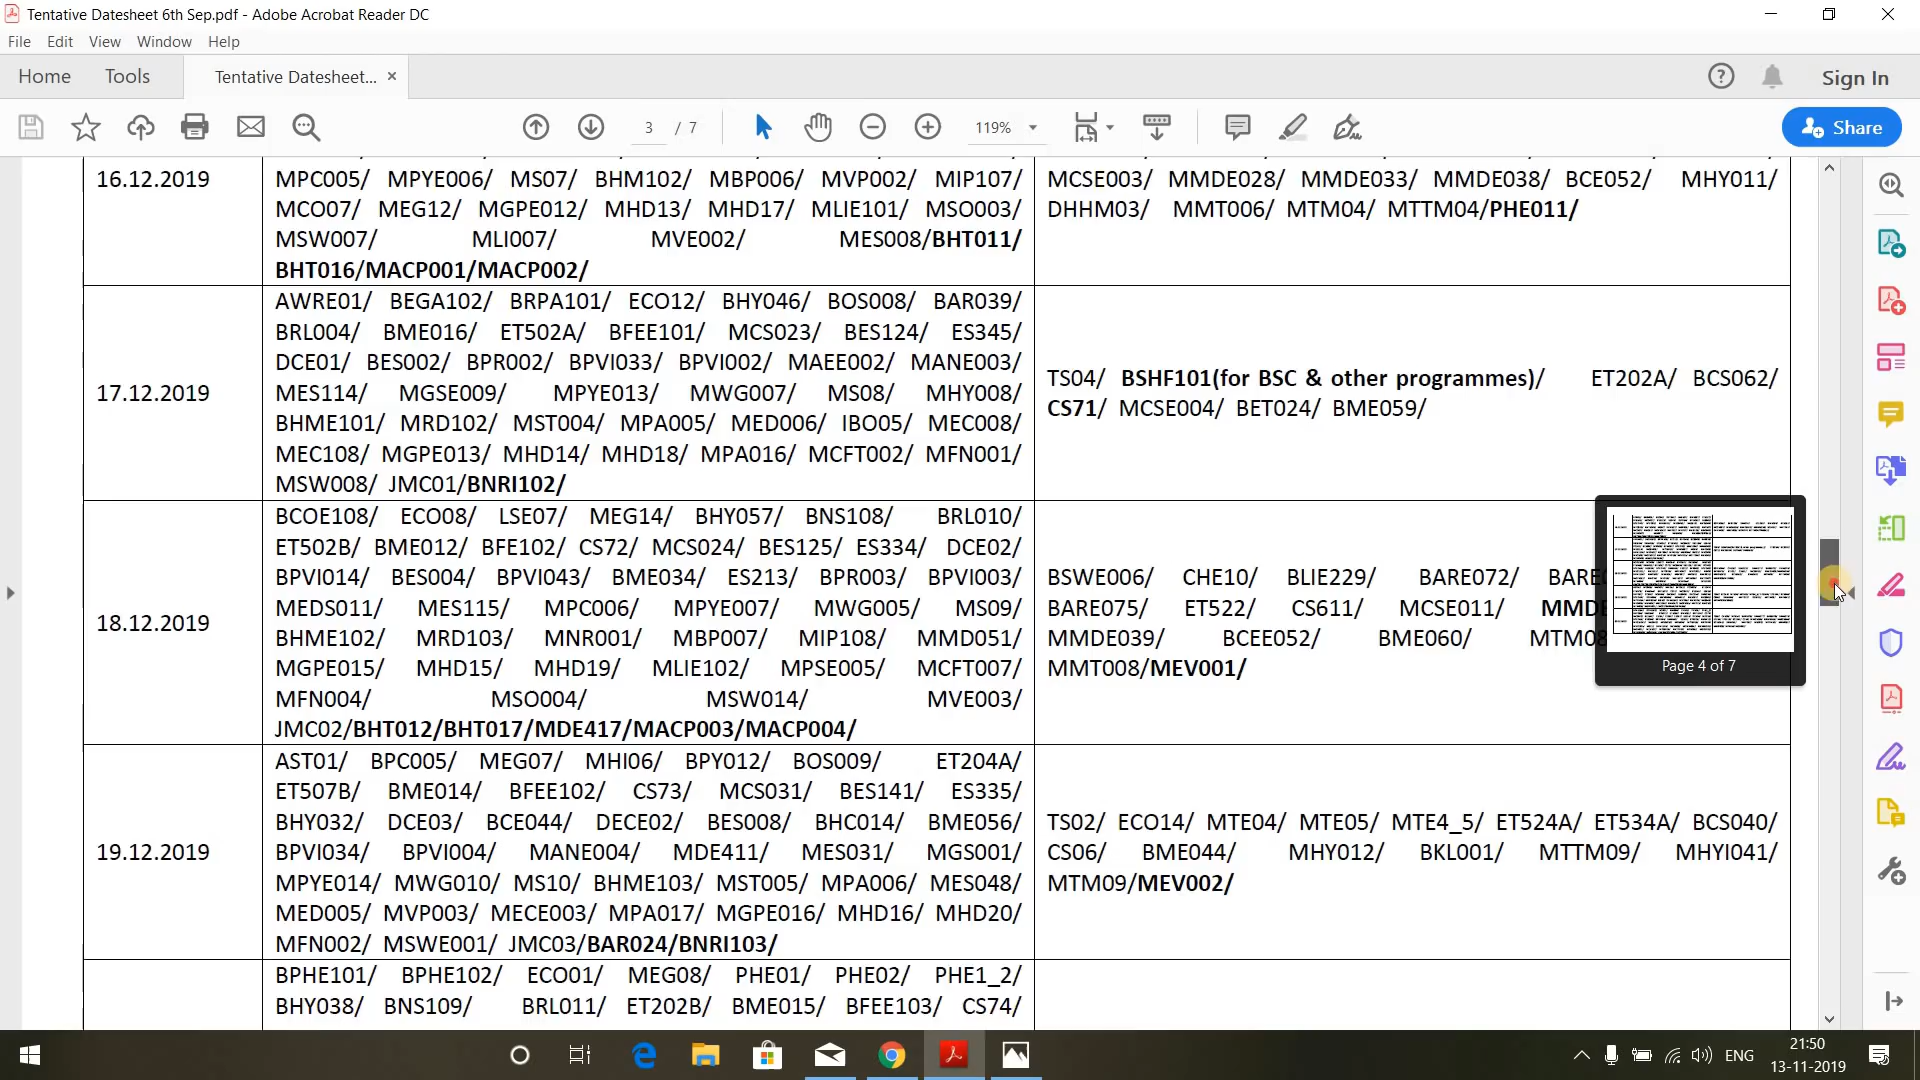 Tentative Datesheet 6th Sep.pdf - Adobe Acrobat Reader DC
File Edit View Window Help
Home Tools Tentative Datesheet... × Sign In
3 / 7 119% Share
16.12.2019
MPC005/ MPYE006/ MS07/ BHM102/ MBP006/ MVP002/ MIP107/
MCO07/ MEG12/ MGPE012/ MHD13/ MHD17/ MLIE101/ MSO003/
MSW007/ MLI007/ MVE002/ MES008/BHT011/
BHT016/MACP001/MACP002/
MCSE003/ MMDE028/ MMDE033/ MMDE038/ BCE052/ MHY011/
DHHM03/ MMT006/ MTM04/ MTTM04/PHE011/
17.12.2019
AWRE01/ BEGA102/ BRPA101/ ECO12/ BHY046/ BOS008/ BAR039/
BRL004/ BME016/ ET502A/ BFEE101/ MCS023/ BES124/ ES345/
DCE01/ BES002/ BPR002/ BPVI033/ BPVI002/ MAEE002/ MANE003/
MES114/ MGSE009/ MPYE013/ MWG007/ MS08/ MHY008/
BHME101/ MRD102/ MST004/ MPA005/ MED006/ IBO05/ MEC008/
MEC108/ MGPE013/ MHD14/ MHD18/ MPA016/ MCFT002/ MFN001/
MSW008/ JMC01/BNRI102/
TS04/ BSHF101(for BSC & other programmes)/ ET202A/ BCS062/
CS71/ MCSE004/ BET024/ BME059/
18.12.2019
BCOE108/ ECO08/ LSE07/ MEG14/ BHY057/ BNS108/ BRL010/
ET502B/ BME012/ BFE102/ CS72/ MCS024/ BES125/ ES334/ DCE02/
BPVI014/ BES004/ BPVI043/ BME034/ ES213/ BPR003/ BPVI003/
MEDS011/ MES115/ MPC006/ MPYE007/ MWG005/ MS09/
BHME102/ MRD103/ MNR001/ MBP007/ MIP108/ MMD051/
MGPE015/ MHD15/ MHD19/ MLIE102/ MPSE005/ MCFT007/
MFN004/ MSO004/ MSW014/ MVE003/
JMC02/BHT012/BHT017/MDE417/MACP003/MACP004/
BSWE006/ CHE10/ BLIE229/ BARE072/
BARE075/ ET522/ CS611/ MCSE011/
MMDE039/ BCEE052/ BME060/ MTM08
MMT008/MEV001/
Page 4 of 7
19.12.2019
AST01/ BPC005/ MEG07/ MHI06/ BPY012/ BOS009/ ET204A/
ET507B/ BME014/ BFEE102/ CS73/ MCS031/ BES141/ ES335/
BHY032/ DCE03/ BCE044/ DECE02/ BES008/ BHC014/ BME056/
BPVI034/ BPVI004/ MANE004/ MDE411/ MES031/ MGS001/
MPYE014/ MWG010/ MS10/ BHME103/ MST005/ MPA006/ MES048/
MED005/ MVP003/ MECE003/ MPA017/ MGPE016/ MHD16/ MHD20/
MFN002/ MSWE001/ JMC03/BAR024/BNRI103/
TS02/ ECO14/ MTE04/ MTE05/ MTE4_5/ ET524A/ ET534A/ BCS040/
CS06/ BME044/ MHY012/ BKL001/ MTTM09/ MHYI041/
MTM09/MEV002/
BPHE101/ BPHE102/ ECO01/ MEG08/ PHE01/ PHE02/ PHE1_2/
BHY038/ BNS109/ BRL011/ ET202B/ BME015/ BFEE103/ CS74/
ENG
21:50
13-11-2019